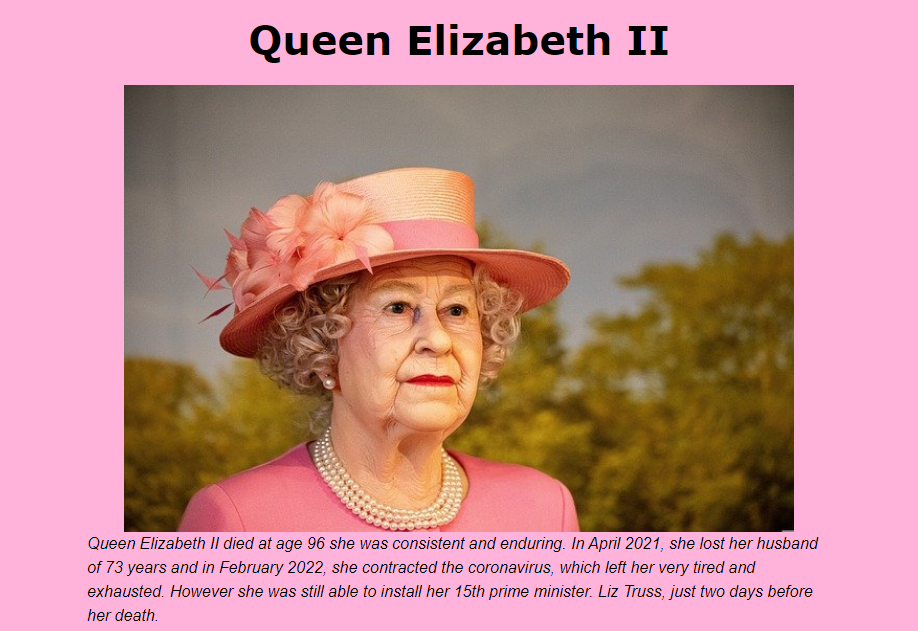 Queen Elizabeth II
Queen Elizabeth II died at age 96 she was consistent and enduring. In April 2021, she lost her husband
of 73 years and in February 2022, she contracted the coronavirus, which left her very tired and
exhausted. However she was still able to install her 15th prime minister. Liz Truss, just two days before
her death.